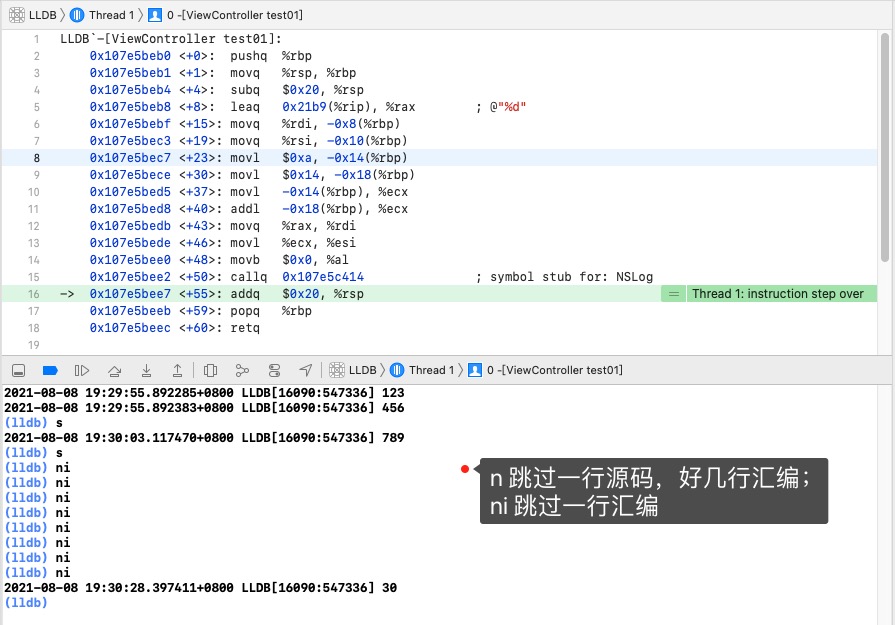 LLDB 〉 Thread 1 〉 0 -[ViewController test01]
1 LLDB`-[ViewController test01]:
2 0x107e5beb0 <+0>: pushq %rbp
3 0x107e5beb1 <+1>: movq %rsp, %rbp
4 0x107e5beb4 <+4>: subq $0x20, %rsp
5 0x107e5beb8 <+8>: leaq 0x21b9(%rip), %rax ; @"%d"
6 0x107e5bebf <+15>: movq %rdi, -0x8(%rbp)
7 0x107e5bec3 <+19>: movq %rsi, -0x10(%rbp)
8 0x107e5bec7 <+23>: movl $0xa, -0x14(%rbp)
9 0x107e5bece <+30>: movl $0x14, -0x18(%rbp)
10 0x107e5bed5 <+37>: movl -0x14(%rbp), %ecx
11 0x107e5bed8 <+40>: addl -0x18(%rbp), %ecx
12 0x107e5bedb <+43>: movq %rax, %rdi
13 0x107e5bede <+46>: movl %ecx, %esi
14 0x107e5bee0 <+48>: movb $0x0, %al
15 0x107e5bee2 <+50>: callq 0x107e5c414 ; symbol stub for: NSLog
16 -> 0x107e5bee7 <+55>: addq $0x20, %rsp = Thread 1: instruction step over
17 0x107e5beeb <+59>: popq %rbp
18 0x107e5beec <+60>: retq
19
LLDB 〉 Thread 1 〉 0 -[ViewController test01]
2021-08-08 19:29:55.892285+0800 LLDB[16090:547336] 123
2021-08-08 19:29:55.892383+0800 LLDB[16090:547336] 456
(lldb) s
2021-08-08 19:30:03.117470+0800 LLDB[16090:547336] 789
(lldb) s
(lldb) ni
(lldb) ni
(lldb) ni
(lldb) ni
(lldb) ni
(lldb) ni
(lldb) ni
(lldb) ni
2021-08-08 19:30:28.397411+0800 LLDB[16090:547336] 30
(lldb)
n 跳过一行源码，好几行汇编；
ni 跳过一行汇编